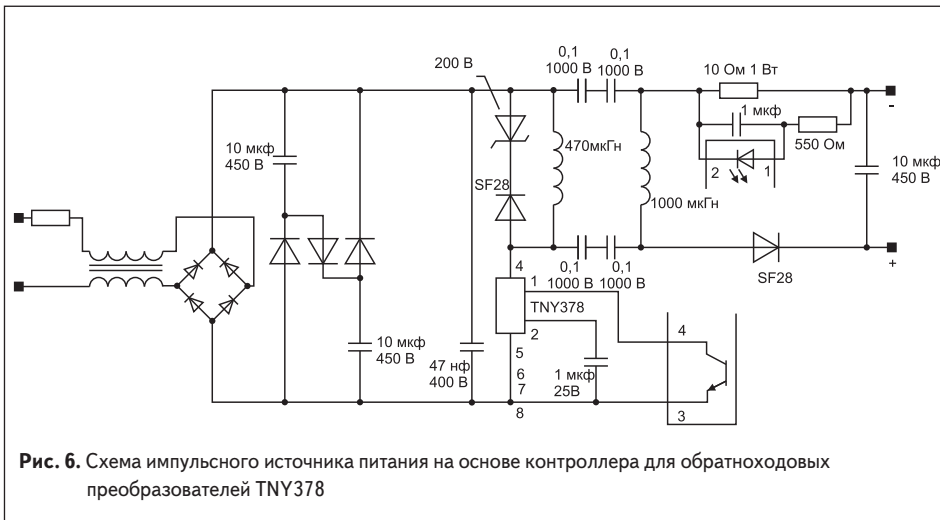 200 В
0,1
1000 В
0,1
1000 В
10 Ом 1 Вт
-
1 мкф
550 Ом
10 мкф
450 В
470мкГн
2
1
10 мкф
450 В
SF28
1000 мкГн
+
SF28
4
0,1
1000 В
0,1
1000 В
1
TNY378
2
4
10 мкф
450 В
47 нф
400 В
5
6
7
8
1 мкф
25В
3
Рис. 6. Схема импульсного источника питания на основе контроллера для обратноходовых
преобразователей TNY378